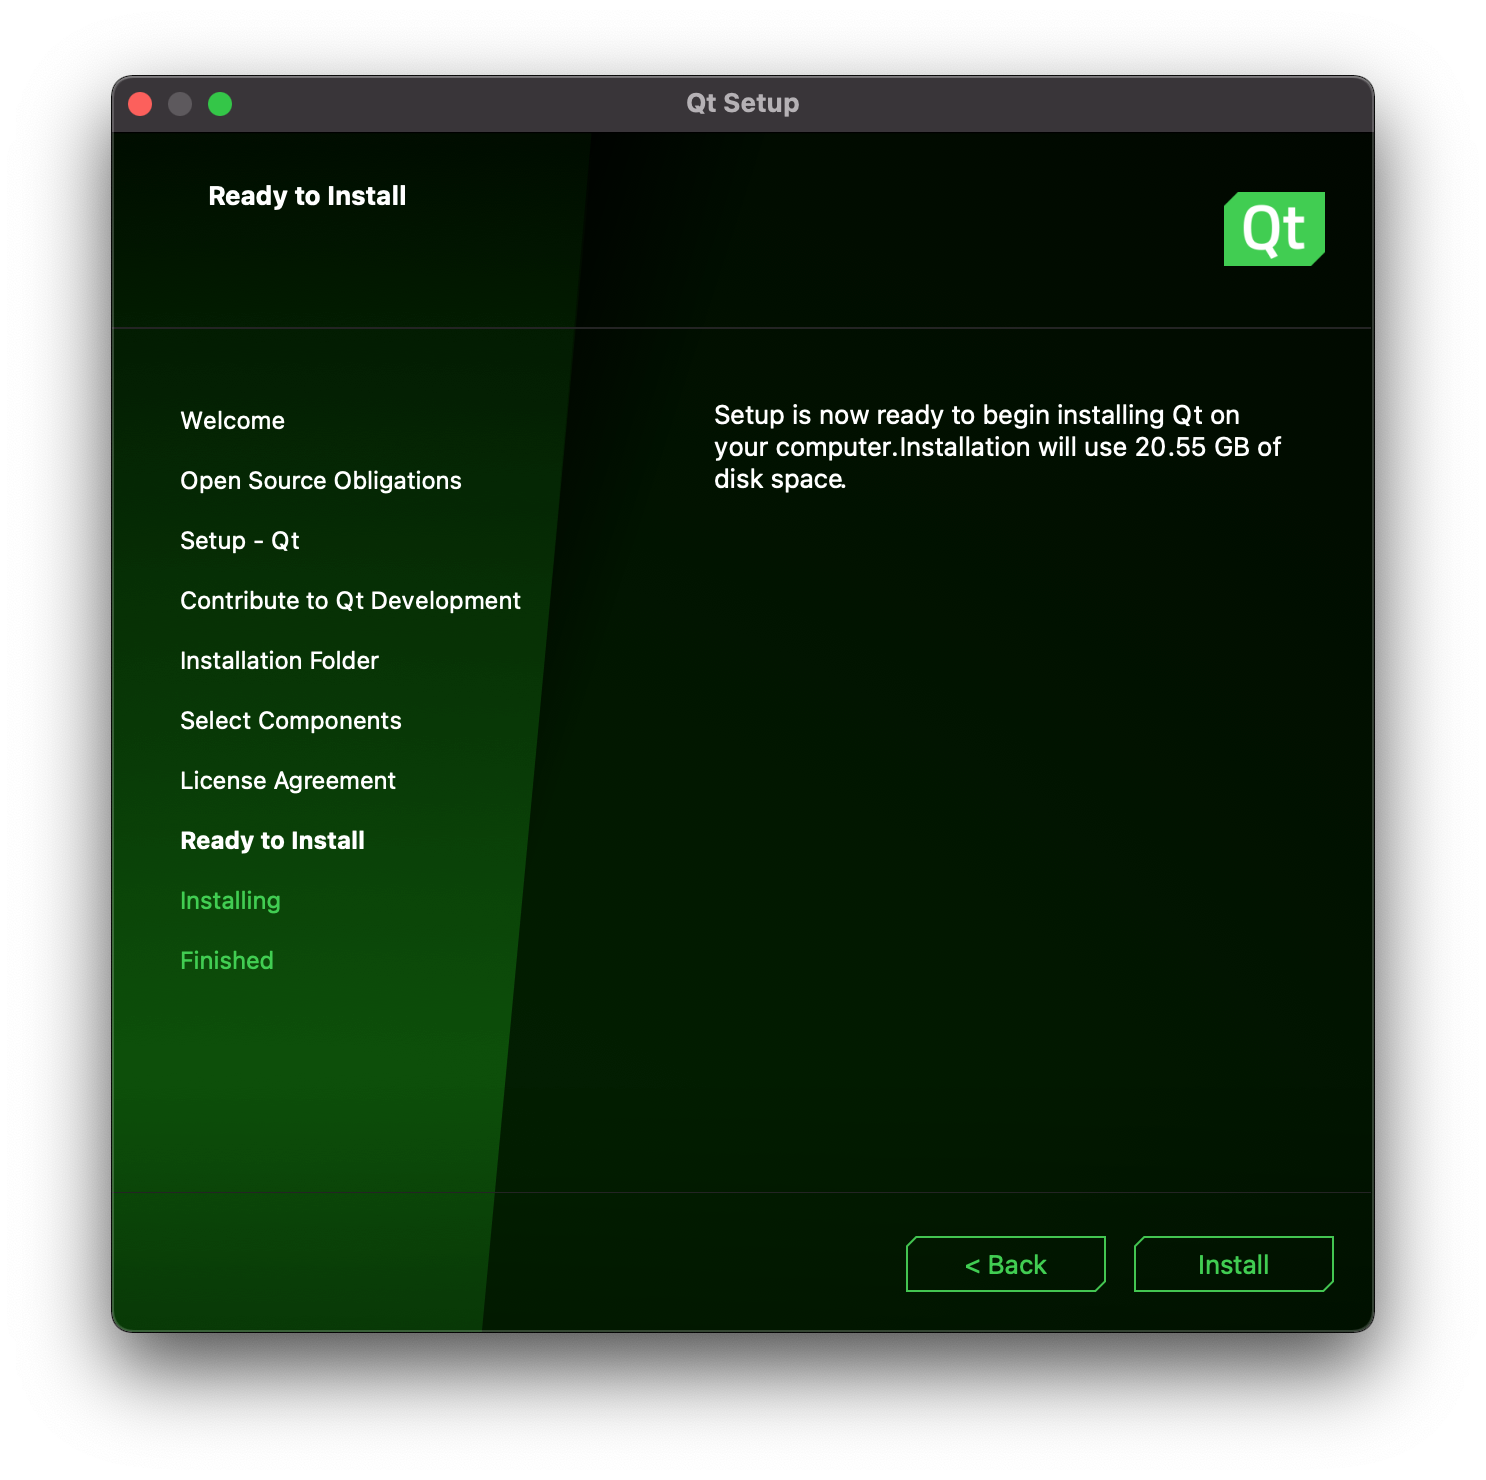 Qt Setup
Ready to Install
Qt
Welcome
Open Source Obligations
Setup - Qt
Contribute to Qt Development
Installation Folder
Select Components
License Agreement
Ready to Install
Installing
Finished
Setup is now ready to begin installing Qt on
your computer.Installation will use 20.55 GB of
disk space.
< Back
Install